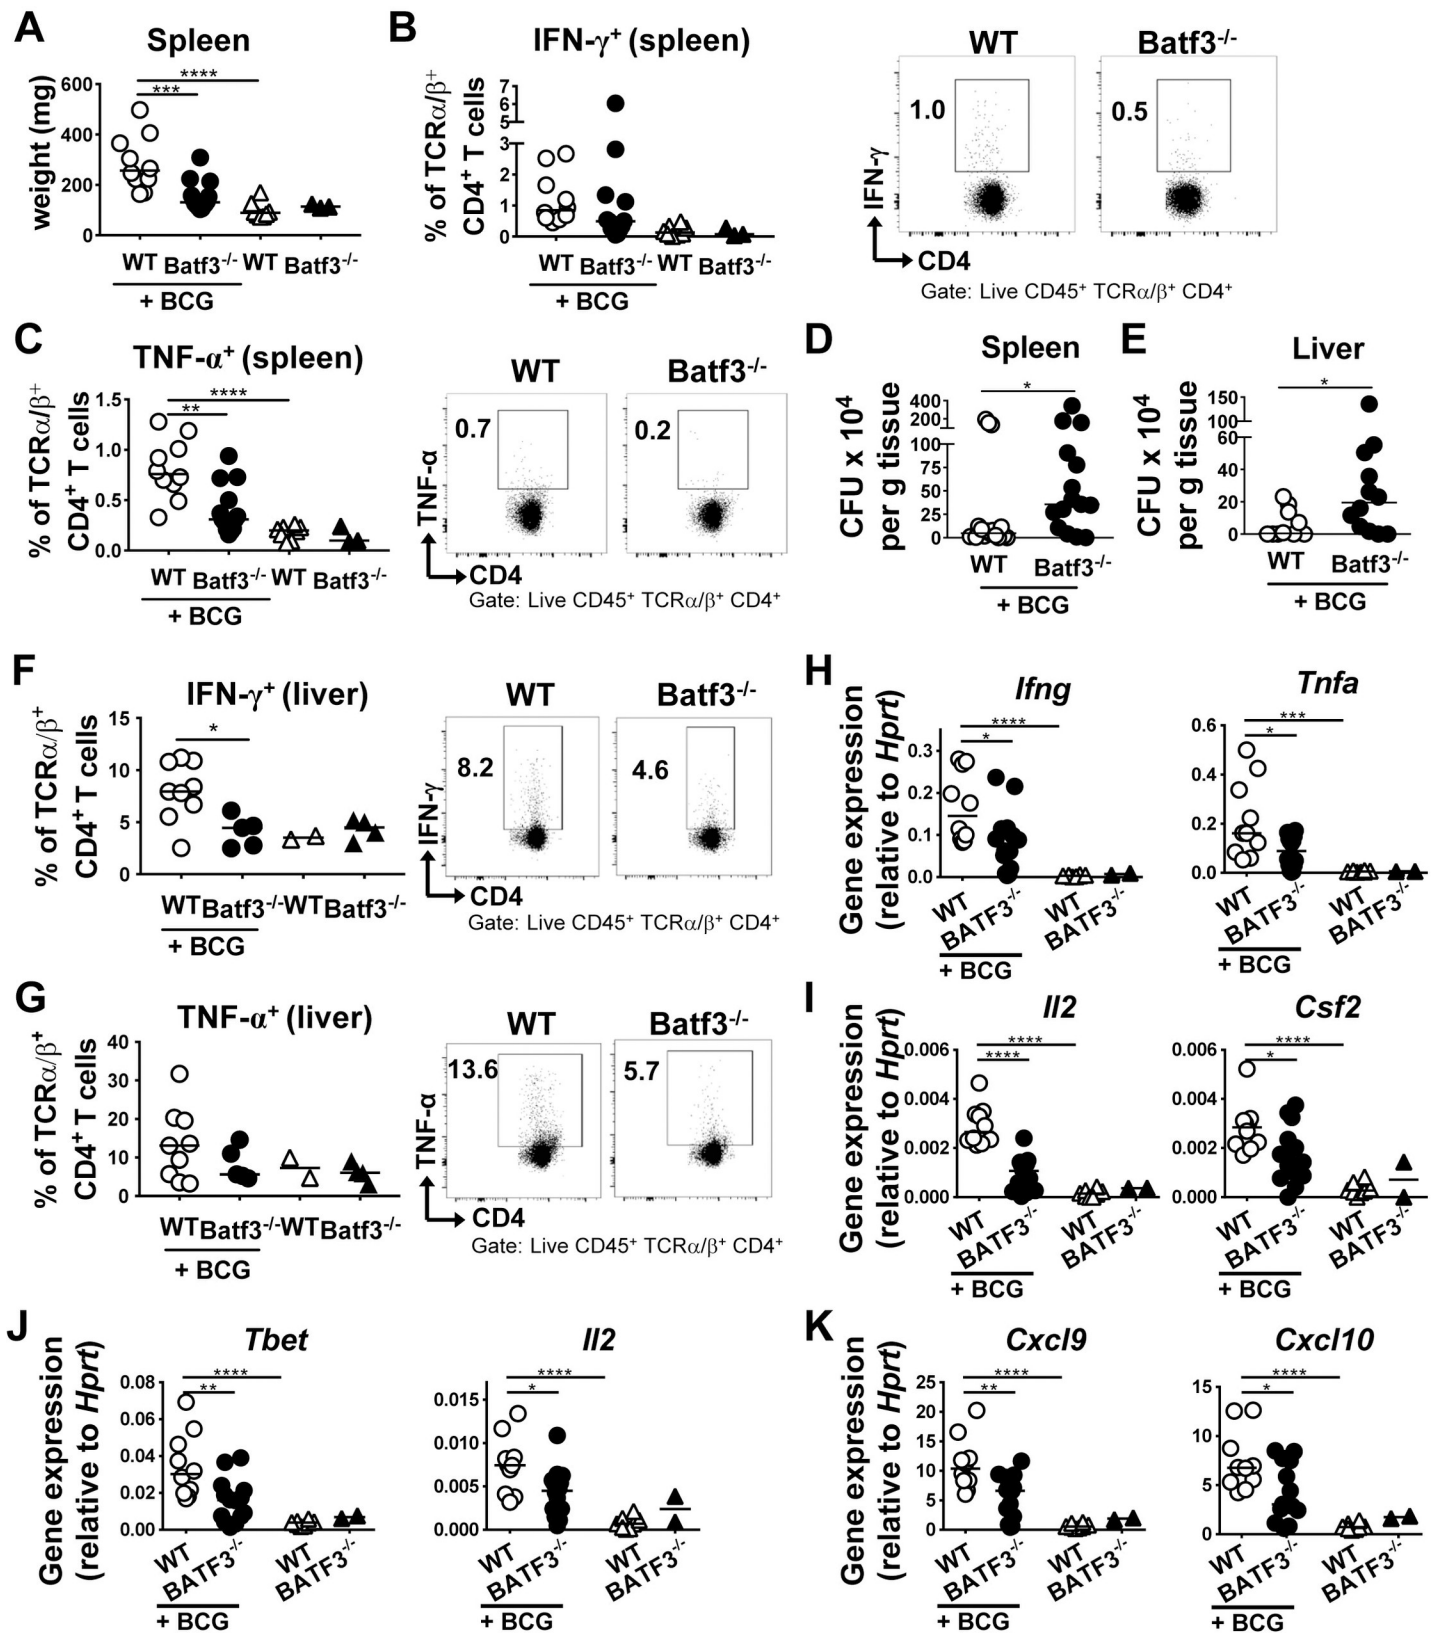 A
Spleen
weight (mg)
600
400
200
0
****
***
WT Batf3-/- WT Batf3-/-
+ BCG
B
IFN-γ+ (spleen)
% of TCRα/β+
CD4+ T cells
7
6
5
3
2
1
0
WT Batf3-/- WT Batf3-/-
+ BCG
WT
Batf3-/-
1.0
0.5
IFN-γ
CD4
Gate: Live CD45+ TCRα/β+ CD4+
C
TNF-α+ (spleen)
% of TCRα/β+
CD4+ T cells
1.5
1.0
0.5
0.0
****
**
WT Batf3-/- WT Batf3-/-
+ BCG
WT
Batf3-/-
0.7
0.2
TNF-α
CD4
Gate: Live CD45+ TCRα/β+ CD4+
D
Spleen
CFU x 104
per g tissue
400
200
100
75
50
25
0
*
WT Batf3-/-
+ BCG
E
Liver
CFU x 104
per g tissue
150
100
60
40
20
0
*
WT Batf3-/-
+ BCG
F
IFN-γ+ (liver)
% of TCRα/β+
CD4+ T cells
15
10
5
0
*
WT Batf3-/- WT Batf3-/-
+ BCG
WT
Batf3-/-
8.2
4.6
IFN-γ
CD4
Gate: Live CD45+ TCRα/β+ CD4+
G
TNF-α+ (liver)
% of TCRα/β+
CD4+ T cells
40
30
20
10
0
WT Batf3-/- WT Batf3-/-
+ BCG
WT
Batf3-/-
13.6
5.7
TNF-α
CD4
Gate: Live CD45+ TCRα/β+ CD4+
H
Gene expression
(relative to Hprt)
Ifng
0.3
0.2
0.1
0.0
****
*
WT BATF3-/- WT BATF3-/-
+ BCG
Tnfa
0.6
0.4
0.2
0.0
***
*
WT BATF3-/- WT BATF3-/-
+ BCG
I
Gene expression
(relative to Hprt)
Il2
0.006
0.004
0.002
0.000
****
****
WT BATF3-/- WT BATF3-/-
+ BCG
Csf2
0.006
0.004
0.002
0.000
****
*
WT BATF3-/- WT BATF3-/-
+ BCG
J
Gene expression
(relative to Hprt)
Tbet
0.08
0.06
0.04
0.02
0.00
****
**
WT BATF3-/- WT BATF3-/-
+ BCG
Il2
0.015
0.010
0.005
0.000
****
*
WT BATF3-/- WT BATF3-/-
+ BCG
K
Gene expression
(relative to Hprt)
Cxcl9
25
20
15
10
5
0
****
**
WT BATF3-/- WT BATF3-/-
+ BCG
Cxcl10
15
10
5
0
****
*
WT BATF3-/- WT BATF3-/-
+ BCG